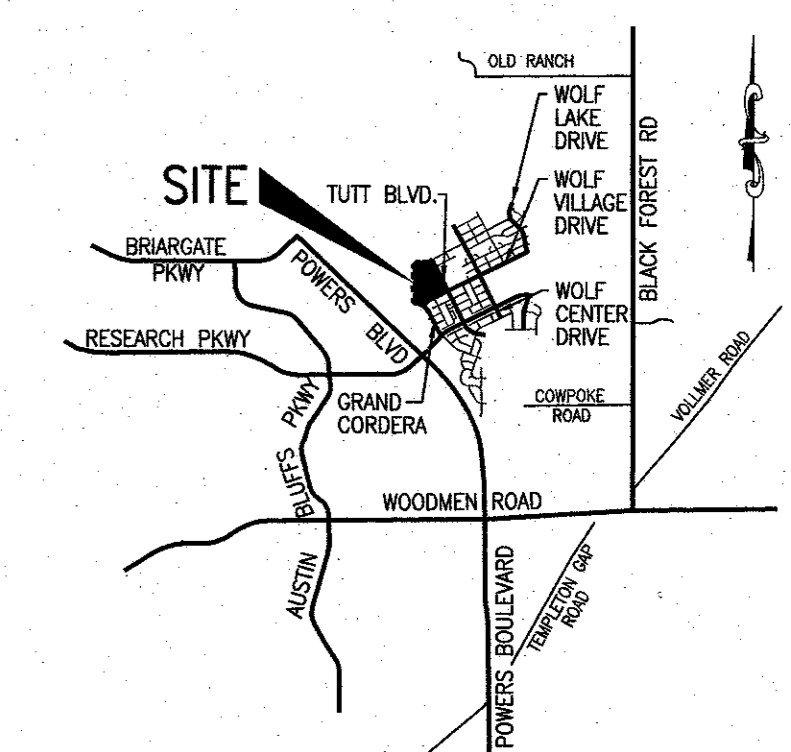 OLD RANCH
WOLF
LAKE
DRIVE
BLACK FOREST RD
SITE
TUTT BLVD.
WOLF
VILLAGE
DRIVE
BRIARGATE
PKWY
POWERS BLVD
WOLF
CENTER
DRIVE
RESEARCH PKWY
GRAND
CORDERA
COWPOKE
ROAD
VOLLMER ROAD
AUSTIN BLUFFS PKWY
WOODMEN ROAD
TEMPLETON GAP
ROAD
POWERS BOULEVARD